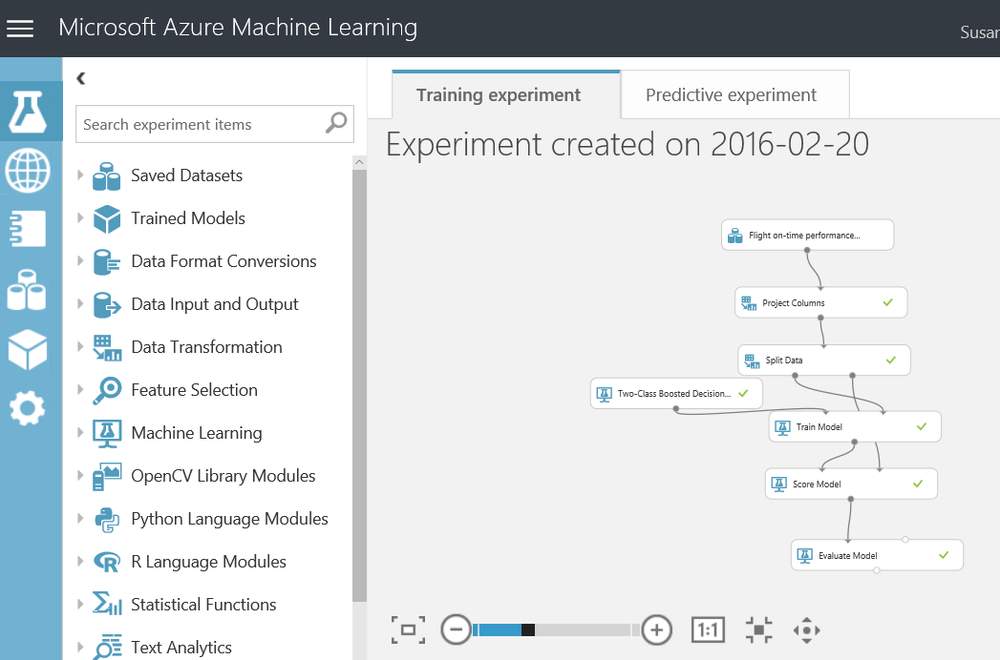 Microsoft Azure Machine Learning
Susan
Search experiment items
Saved Datasets
Trained Models
Data Format Conversions
Data Input and Output
Data Transformation
Feature Selection
Machine Learning
OpenCV Library Modules
Python Language Modules
R Language Modules
Statistical Functions
Text Analytics
Training experiment
Predictive experiment
Experiment created on 2016-02-20
Flight on-time performance...
Project Columns
Split Data
Two-Class Boosted Decision...
Train Model
Score Model
Evaluate Model
1:1